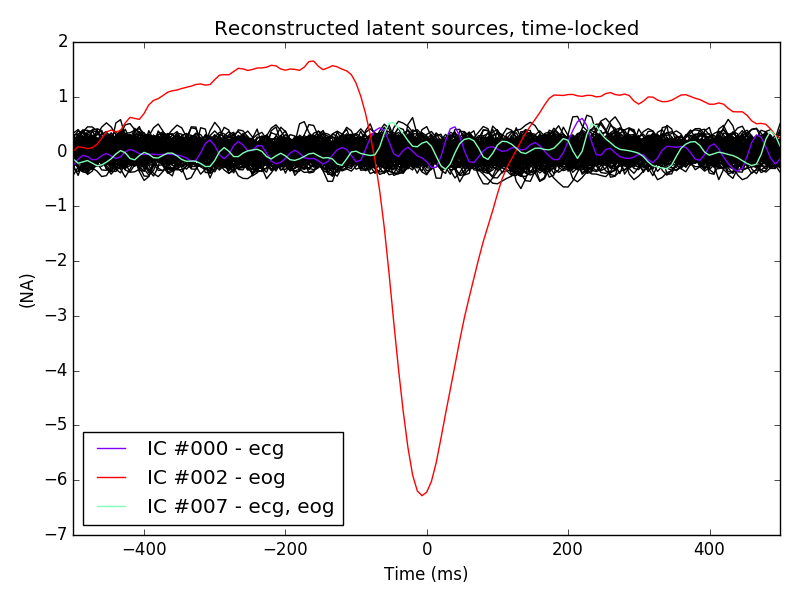 Reconstructed latent sources, time-locked
2
1
0
−1
−2
−3
−4
−5
−6
−7
(NA)
IC #000 - ecg
IC #002 - eog
IC #007 - ecg, eog
−400
−200
0
200
400
Time (ms)